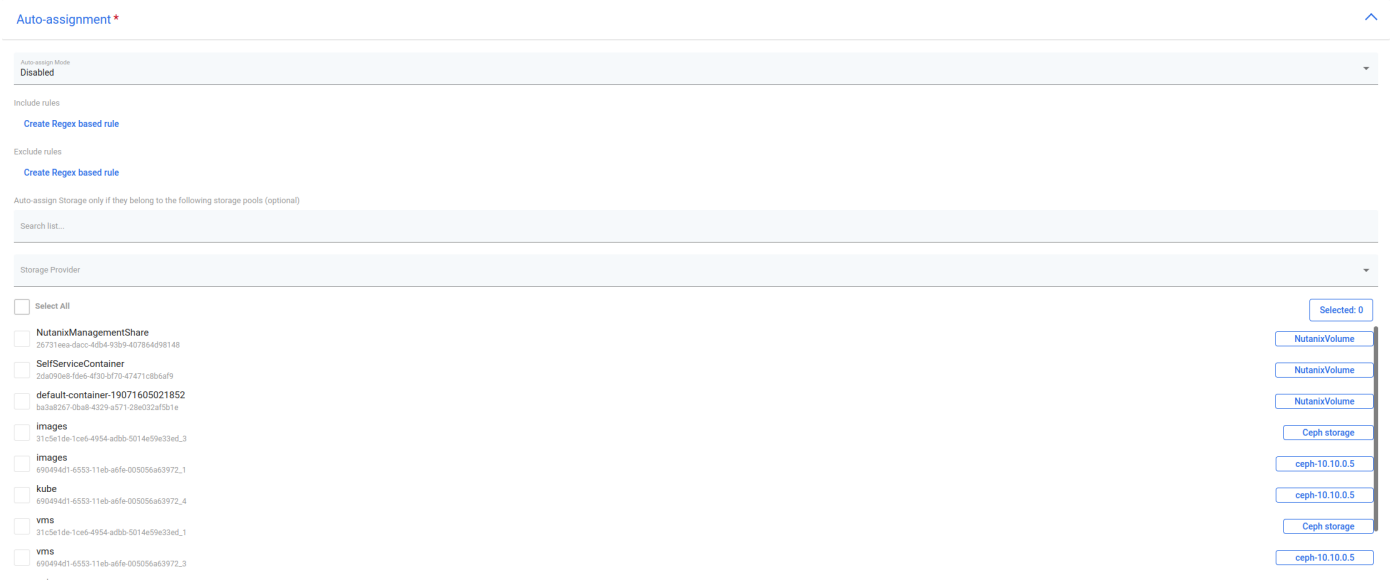 Auto-assignment *
Auto-assign Mode
Disabled
Include rules
Create Regex based rule
Exclude rules
Create Regex based rule
Auto-assign Storage only if they belong to the following storage pools (optional)
Search list...
Storage Provider
Select All
Selected: 0
NutanixManagementShare
26731eea-dacc-4db4-93b9-407864d98148
NutanixVolume
SelfServiceContainer
2da090e8-fde6-4f30-bf70-47471c8b6af9
NutanixVolume
default-container-19071605021852
ba3a8267-0ba8-4329-a571-28e032af5b1e
NutanixVolume
images
31c5e1de-1ce6-4954-adbb-5014e59e33ed_3
Ceph storage
images
690494d1-6553-11eb-a6fe-005056a63972_1
ceph-10.10.0.5
kube
690494d1-6553-11eb-a6fe-005056a63972_4
ceph-10.10.0.5
vms
31c5e1de-1ce6-4954-adbb-5014e59e33ed_1
Ceph storage
vms
690494d1-6553-11eb-a6fe-005056a63972_3
ceph-10.10.0.5